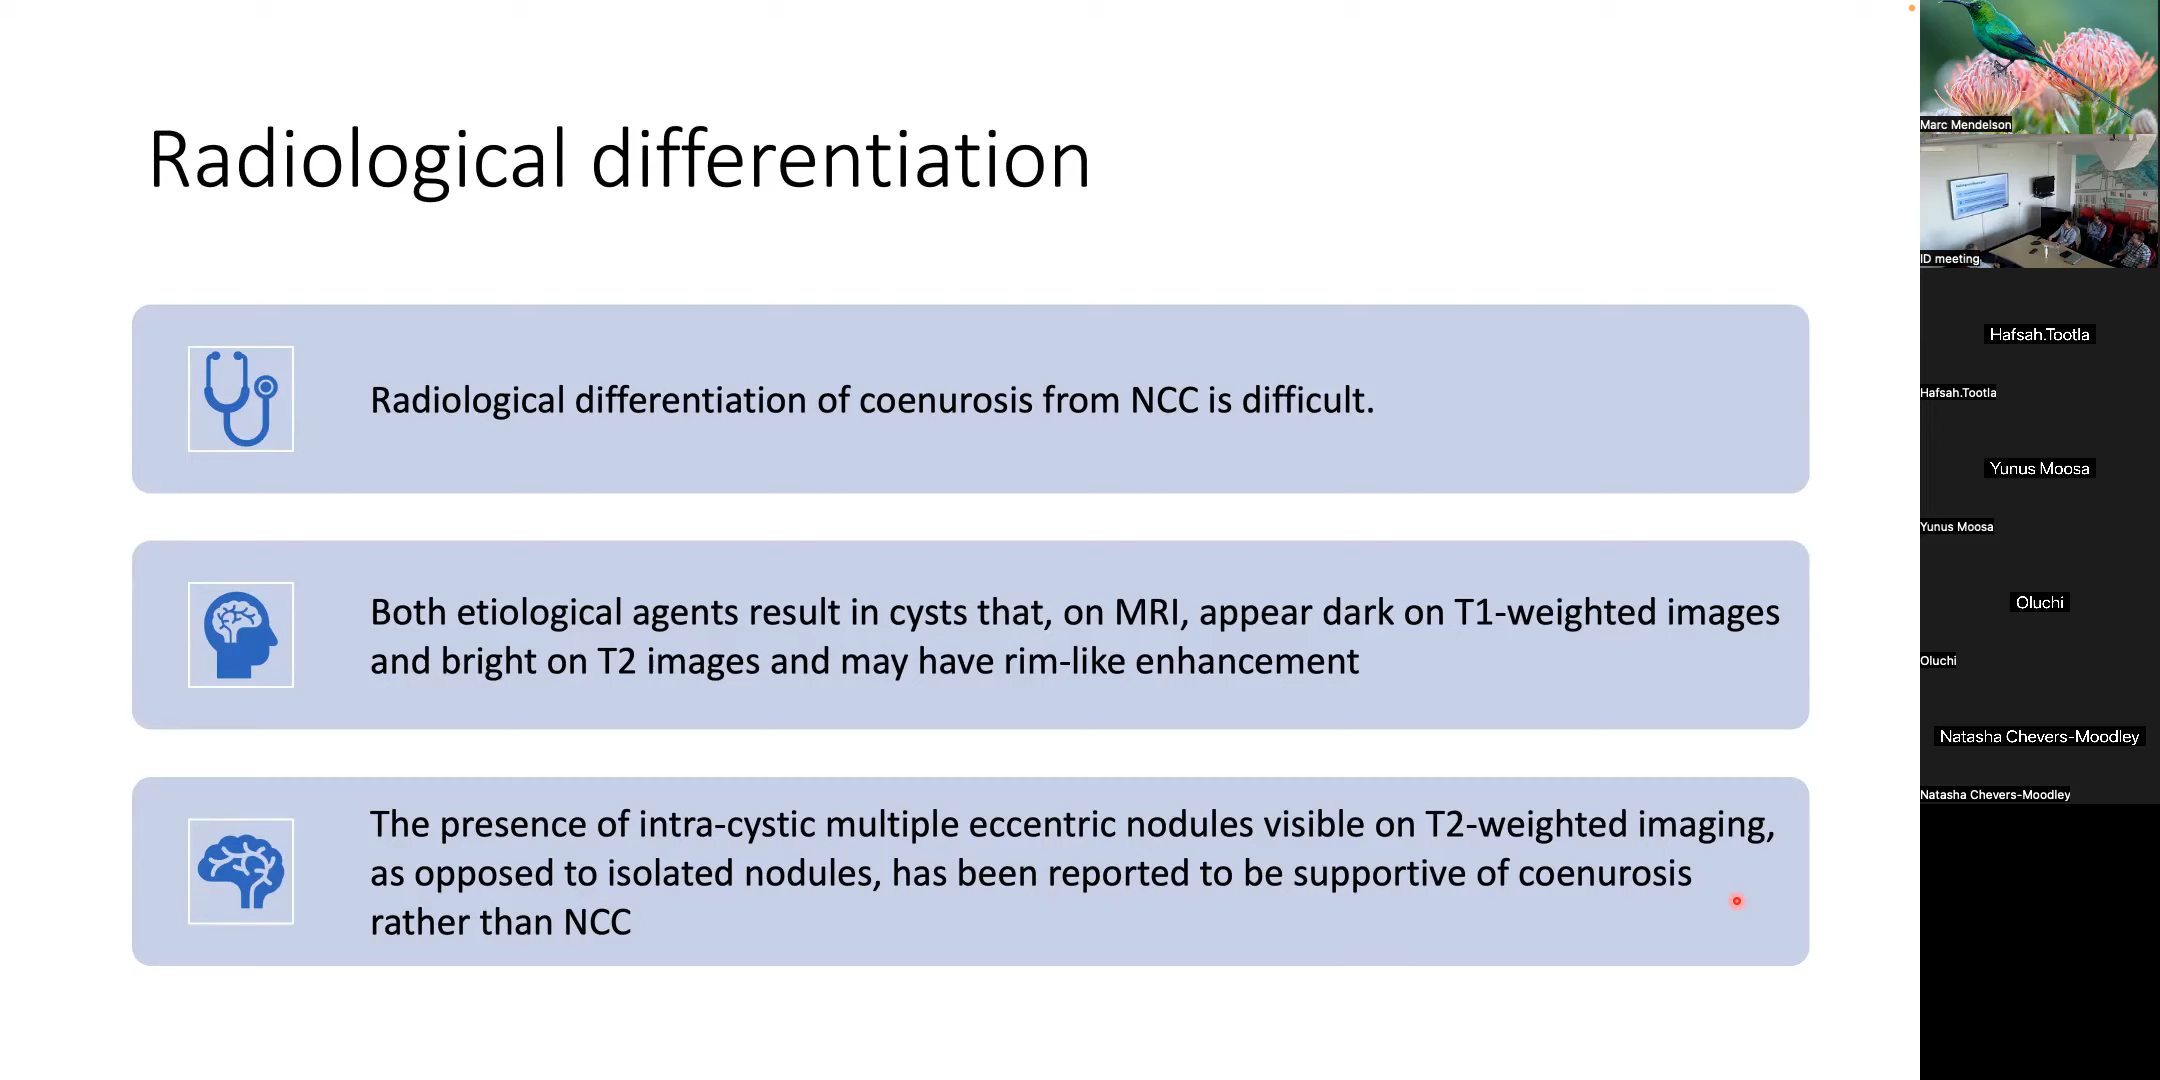 Radiological differentiation
Radiological differentiation of coenurosis from NCC is difficult.
Both etiological agents result in cysts that, on MRI, appear dark on T1-weighted images
and bright on T2 images and may have rim-like enhancement
The presence of intra-cystic multiple eccentric nodules visible on T2-weighted imaging,
as opposed to isolated nodules, has been reported to be supportive of coenurosis
rather than NCC
Marc Mendelson
ID meeting
Hafsah.Tootla
Hafsah.Tootla
Yunus Moosa
Yunus Moosa
Oluchi
Oluchi
Natasha Chevers-Moodley
Natasha Chevers-Moodley